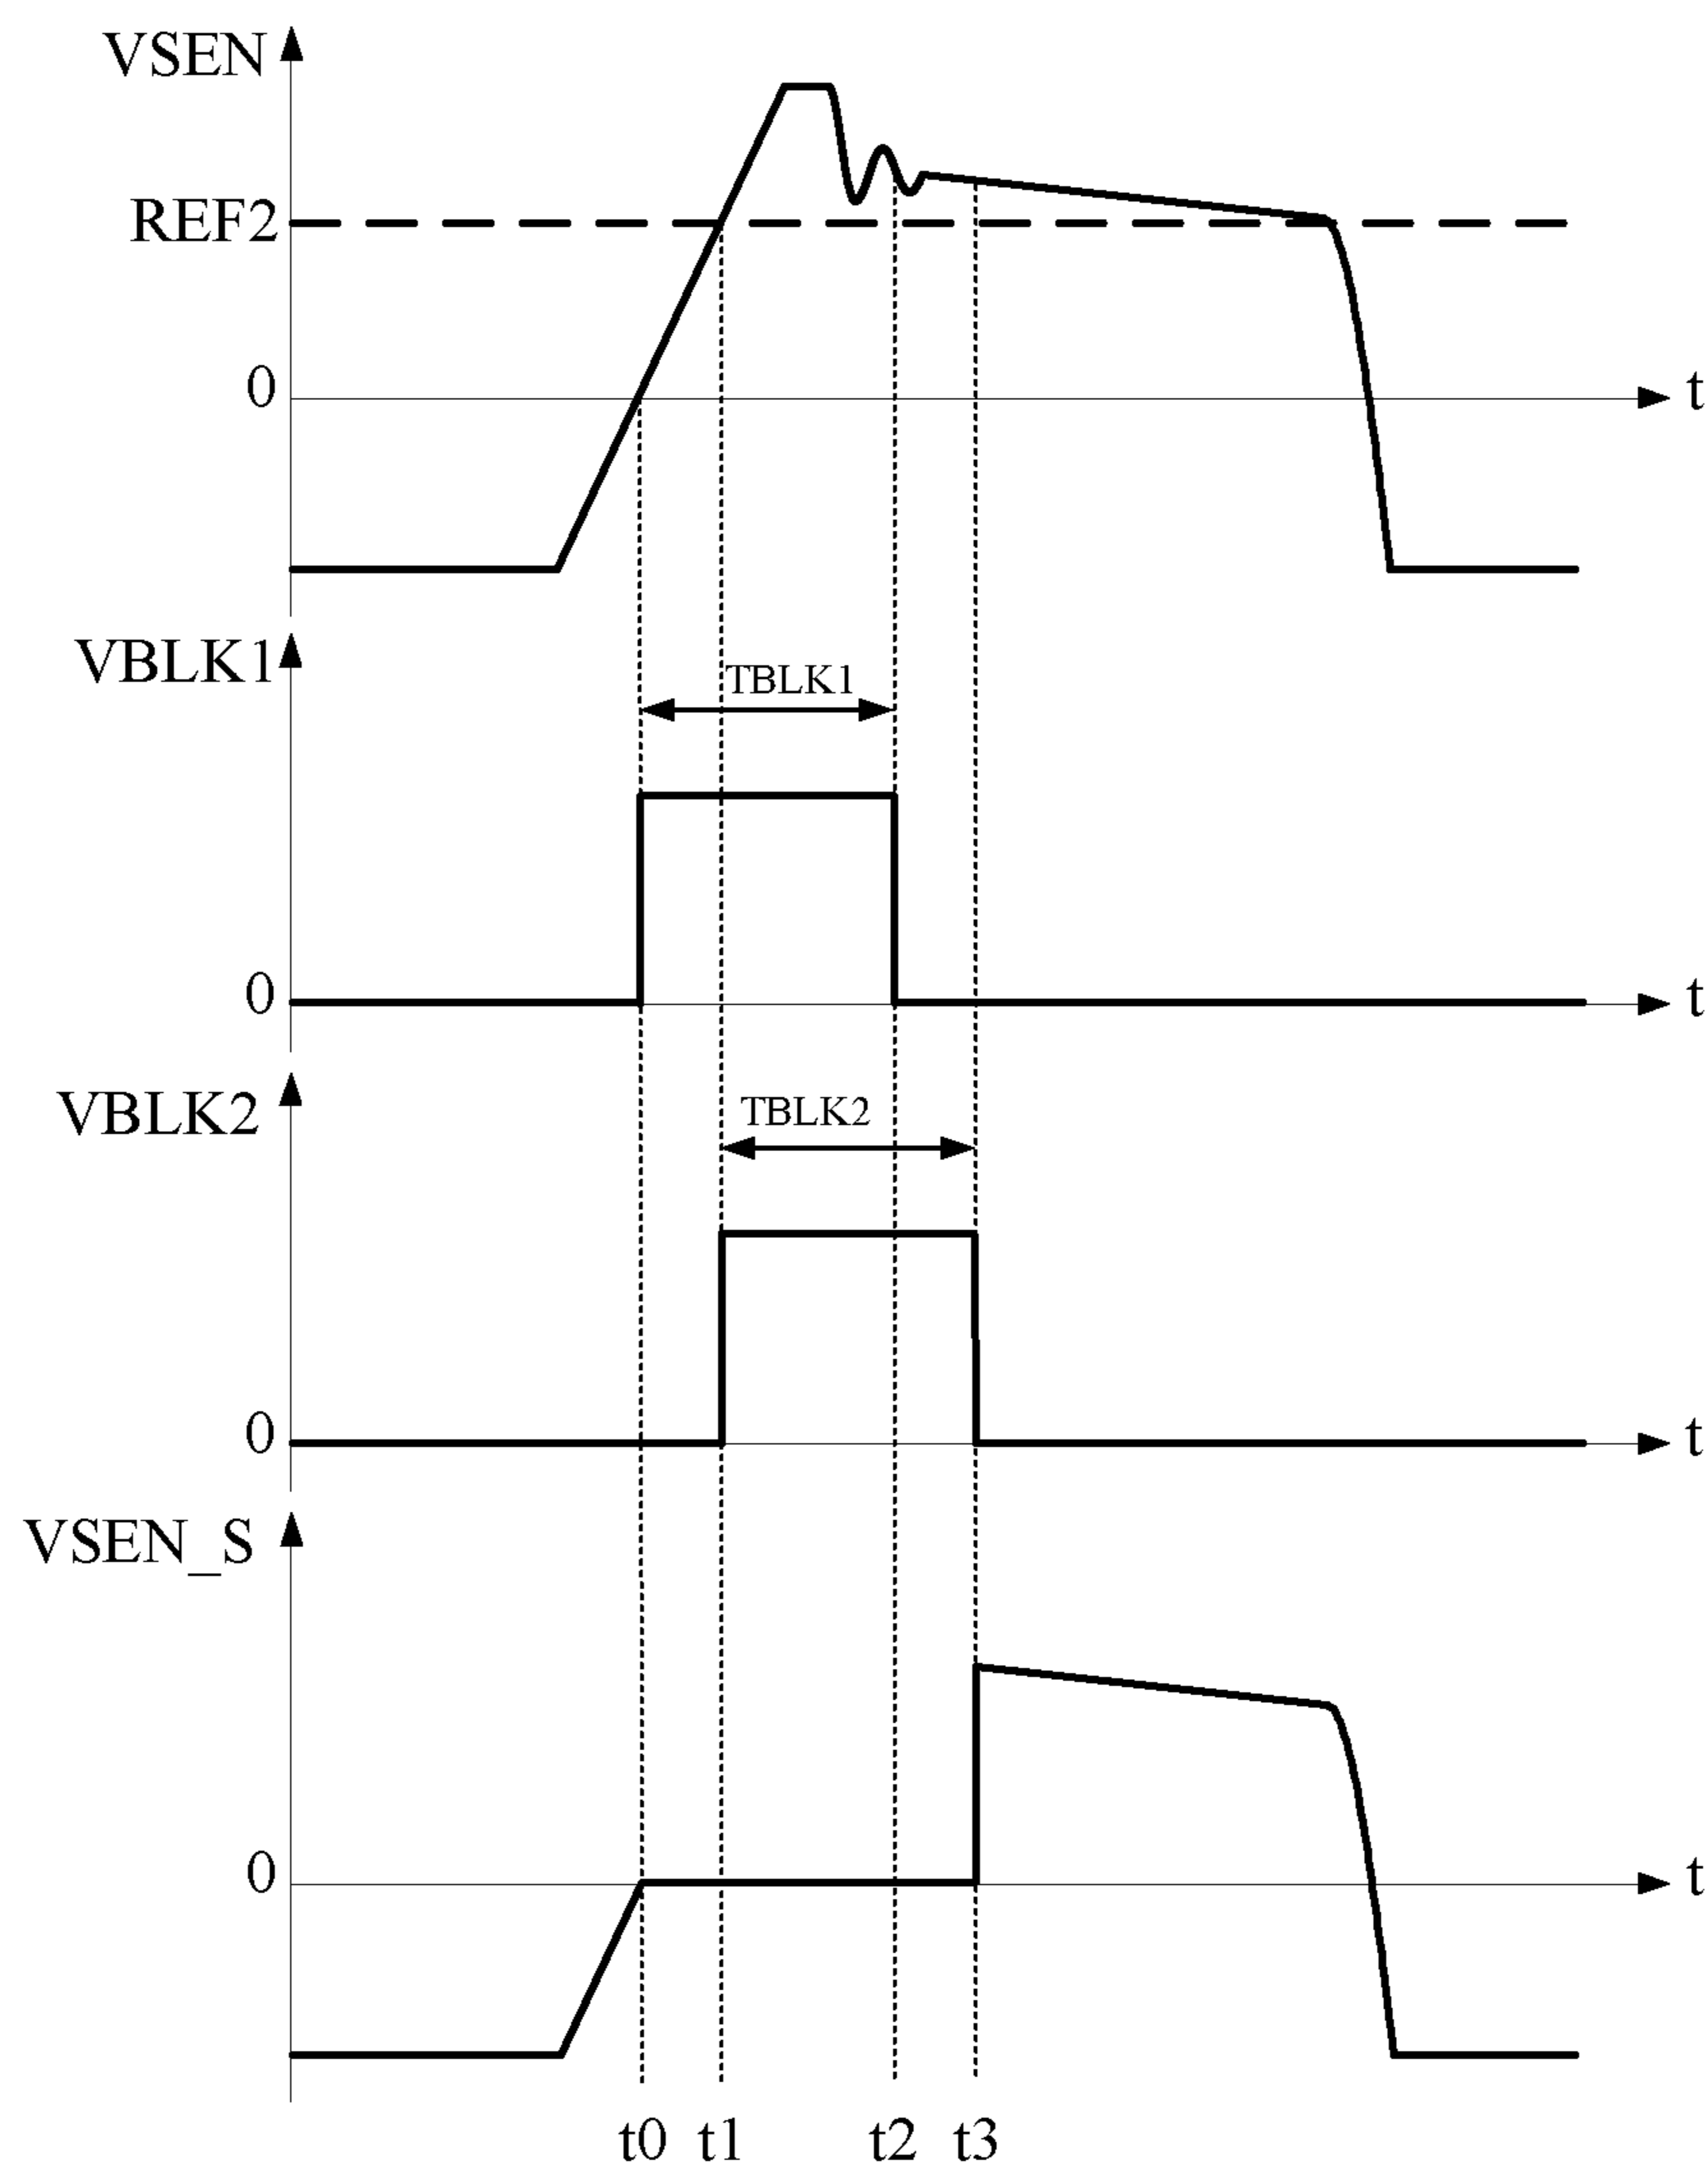 VSEN
REF2
0
t
VBLK1
TBLK1
0
t
VBLK2
TBLK2
0
t
VSEN_S
0
t
t0 t1 t2 t3